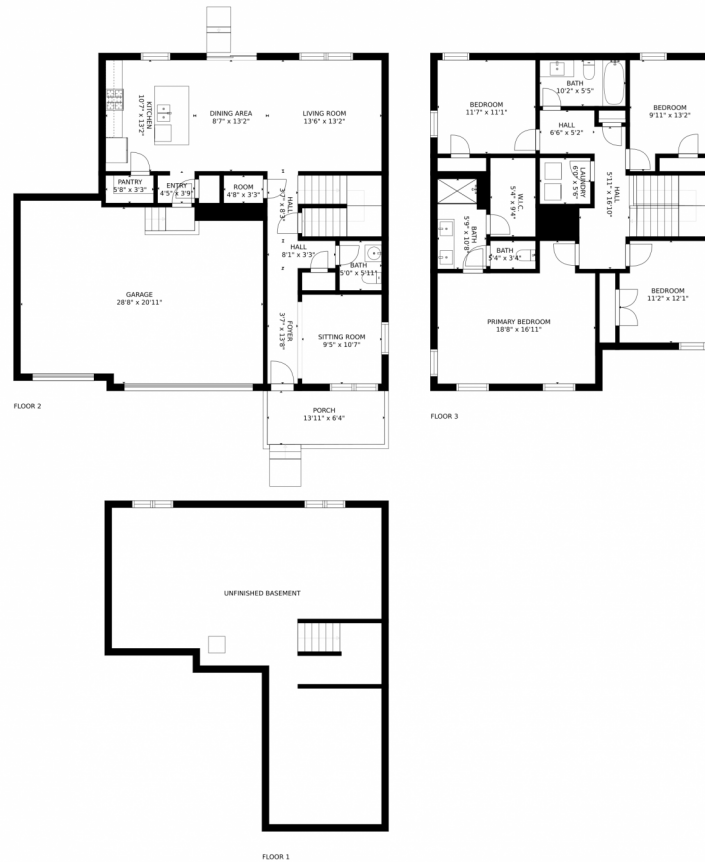 KITCHEN
10'7" x 13'2"
DINING AREA
8'7" x 13'2"
LIVING ROOM
13'6" x 13'2"
PANTRY
5'8" x 3'3"
ENTRY
4'5" x 3'9"
ROOM
4'8" x 3'3"
HALL
3'7" x 8'3"
HALL
8'1" x 3'3"
BATH
5'0" x 5'11"
GARAGE
28'8" x 20'11"
FOYER
3'7" x 13'8"
SITTING ROOM
9'5" x 10'7"
PORCH
13'11" x 6'4"
FLOOR 2
BEDROOM
11'7" x 11'1"
BATH
10'2" x 5'5"
BEDROOM
9'11" x 13'2"
HALL
6'6" x 5'2"
LAUNDRY
6'0" x 5'6"
HALL
5'11" x 16'10"
W.I.C.
5'4" x 9'4"
BATH
5'9" x 10'8"
BATH
5'4" x 3'4"
PRIMARY BEDROOM
18'8" x 16'11"
BEDROOM
11'2" x 12'1"
FLOOR 3
UNFINISHED BASEMENT
FLOOR 1